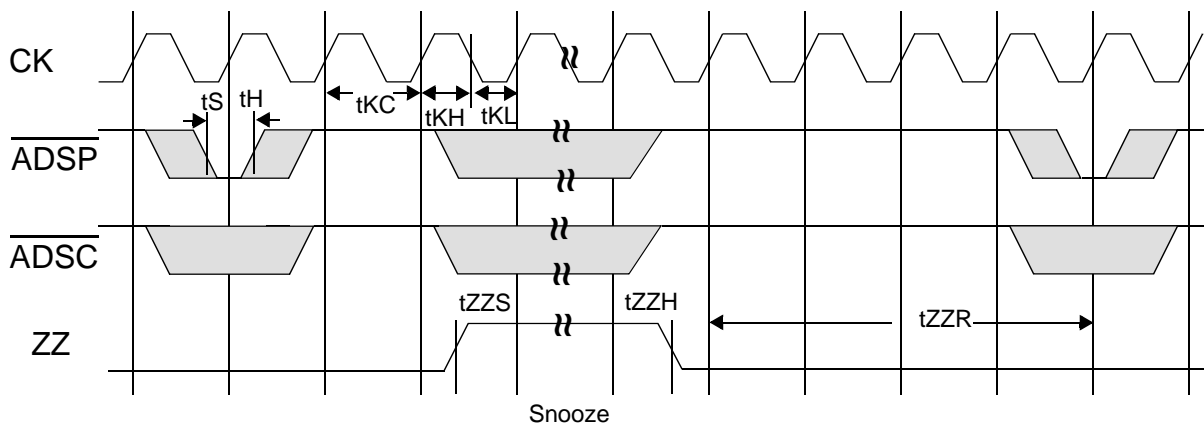 CK
tS tH
tKC
tKH
tKL
ADSP
ADSC
tZZS
tZZH
tZZR
ZZ
Snooze